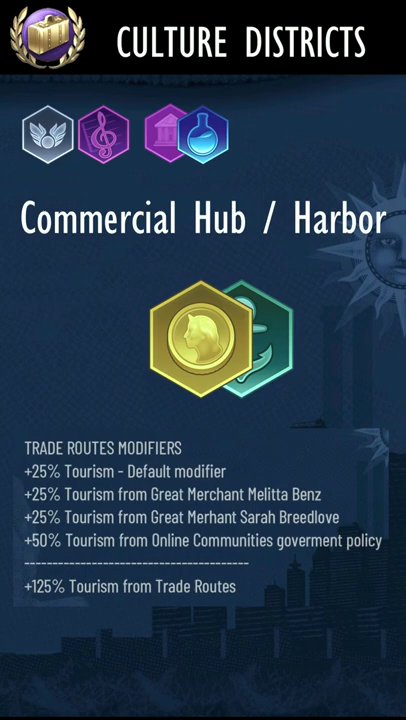 CULTURE DISTRICTS
Commercial Hub / Harbor
TRADE ROUTES MODIFIERS
+25% Tourism - Default modifier
+25% Tourism from Great Merchant Melitta Benz
+25% Tourism from Great Merhant Sarah Breedlove
+50% Tourism from Online Communities goverment policy
----------------------------------------
+125% Tourism from Trade Routes